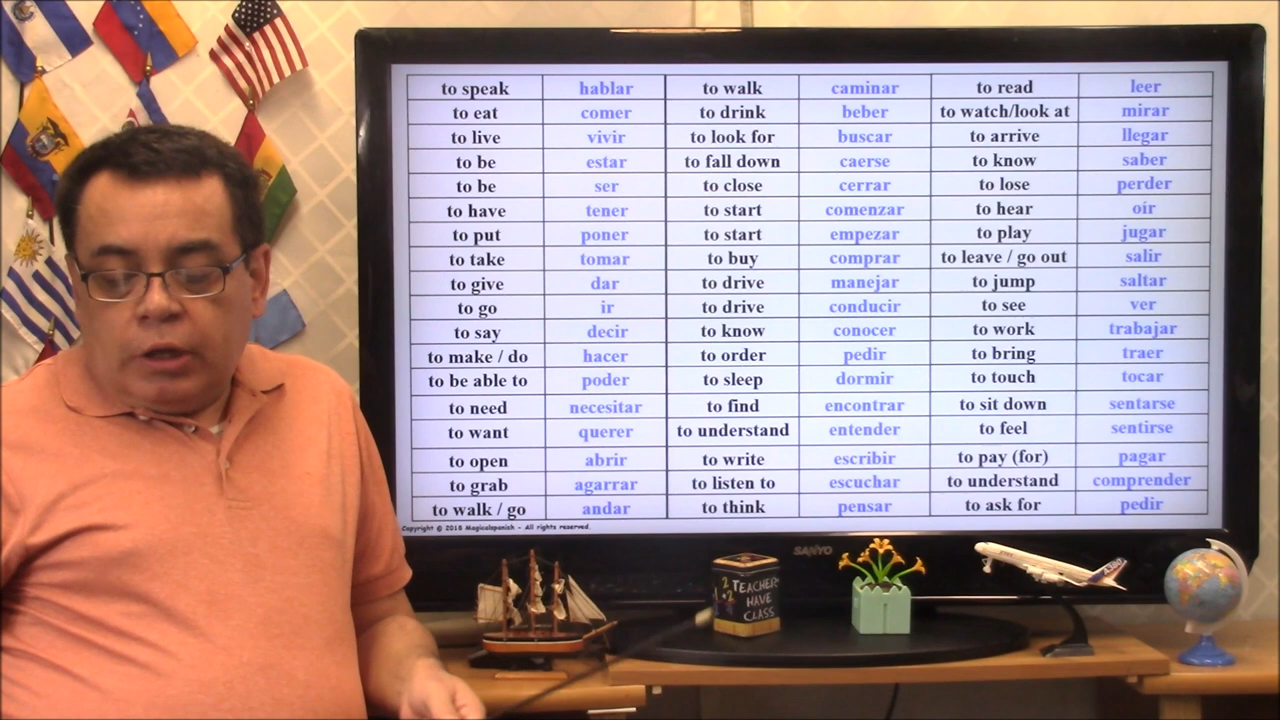 to speak hablar to walk caminar to read leer
to eat comer to drink beber to watch/look at mirar
to live vivir to look for buscar to arrive llegar
to be estar to fall down caerse to know saber
to be ser to close cerrar to lose perder
to have tener to start comenzar to hear oír
to put poner to start empezar to play jugar
to take tomar to buy comprar to leave / go out salir
to give dar to drive manejar to jump saltar
to go ir to drive conducir to see ver
to say decir to know conocer to work trabajar
to make / do hacer to order pedir to bring traer
to be able to poder to sleep dormir to touch tocar
to need necesitar to find encontrar to sit down sentarse
to want querer to understand entender to feel sentirse
to open abrir to write escribir to pay (for) pagar
to grab agarrar to listen to escuchar to understand comprender
to walk / go andar to think pensar to ask for pedir
Copyright © 2018 Magicalspanish - All rights reserved.
SANYO
TEACHERS
HAVE
CLASS
A380